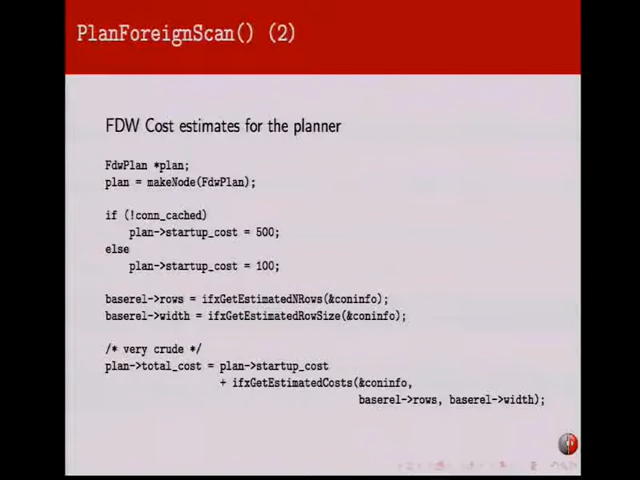 PlanForeignScan() (2)
FDW Cost estimates for the planner
FdwPlan *plan;
plan = makeNode(FdwPlan);
if (!conn_cached)
plan->startup_cost = 500;
else
plan->startup_cost = 100;
baserel->rows = ifxGetEstimatedNRows(&coninfo);
baserel->width = ifxGetEstimatedRowSize(&coninfo);
/* very crude */
plan->total_cost = plan->startup_cost
+ ifxGetEstimatedCosts(&coninfo,
baserel->rows, baserel->width);